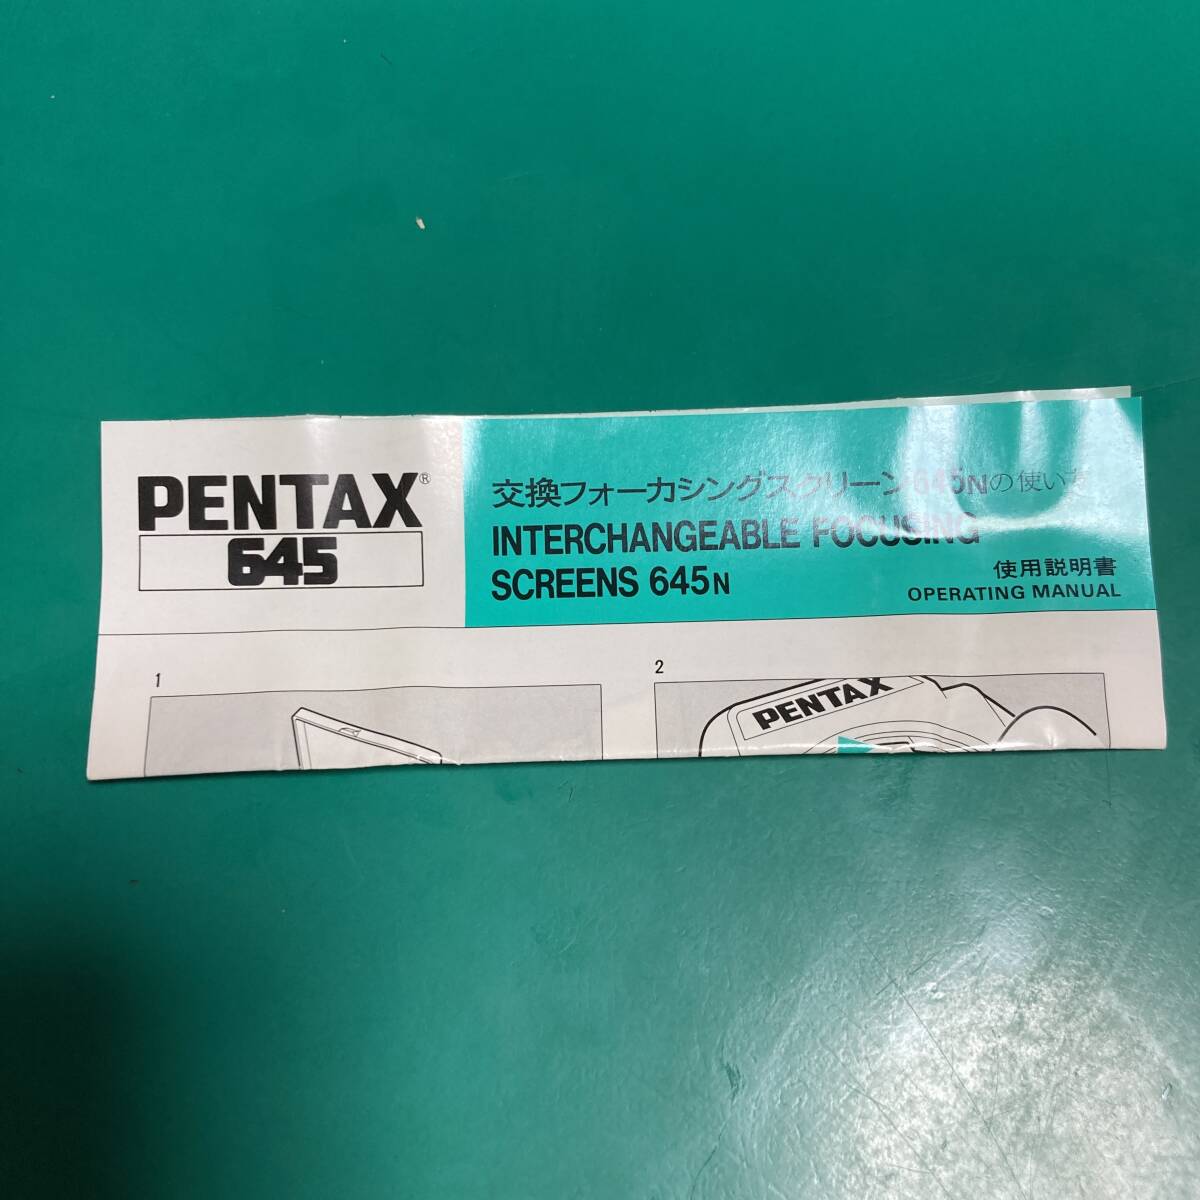 PENTAX®
645
交換フォーカシングスクリーン645Nの使い方
INTERCHANGEABLE FOCUSING
SCREENS 645N
使用説明書
OPERATING MANUAL
1
2
PENTAX